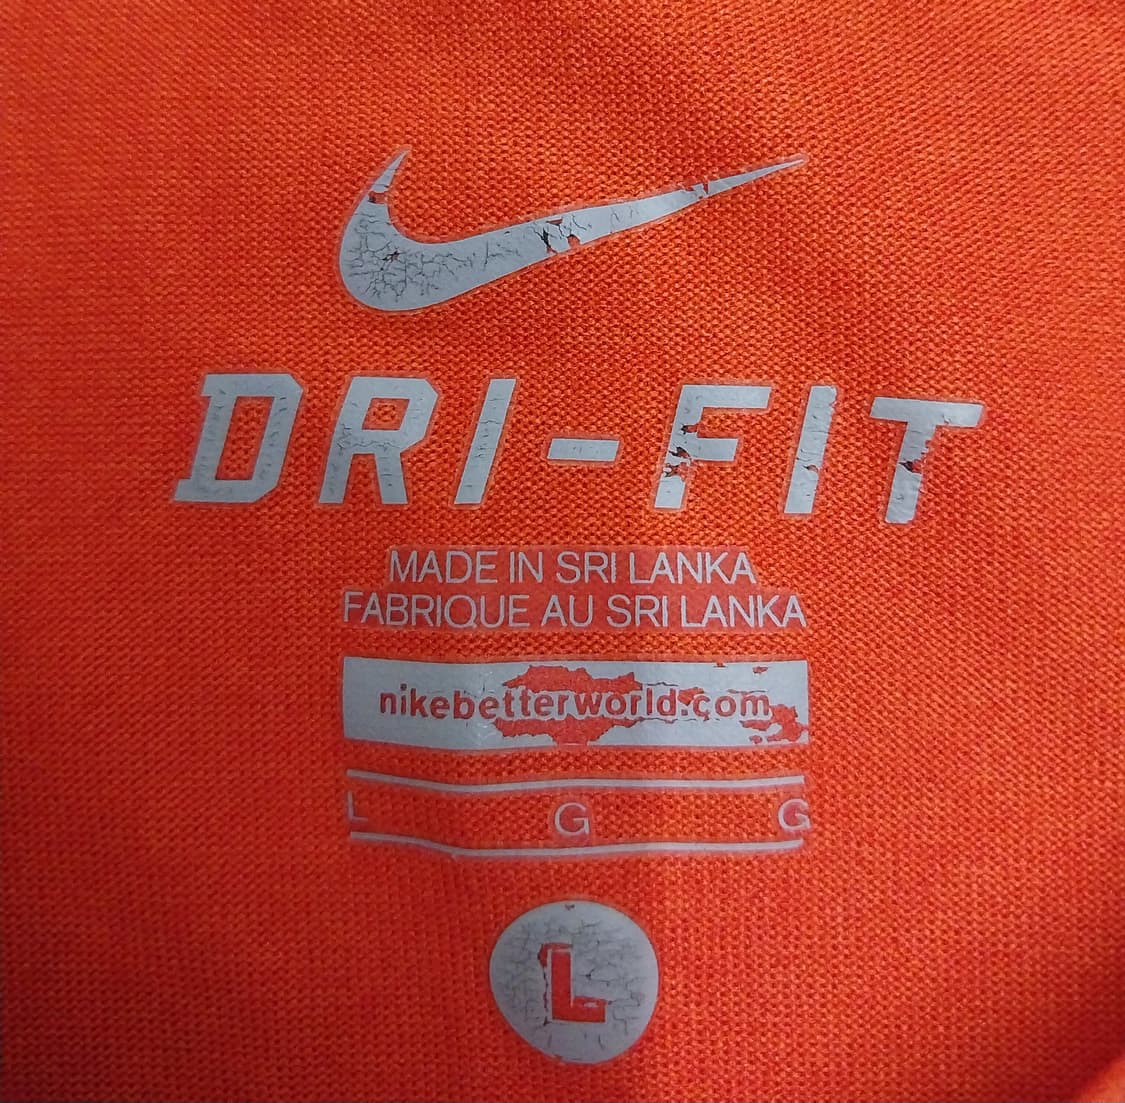 DRI-FIT
MADE IN SRI LANKA
FABRIQUE AU SRI LANKA
nikebetterworld.com
L G G
L